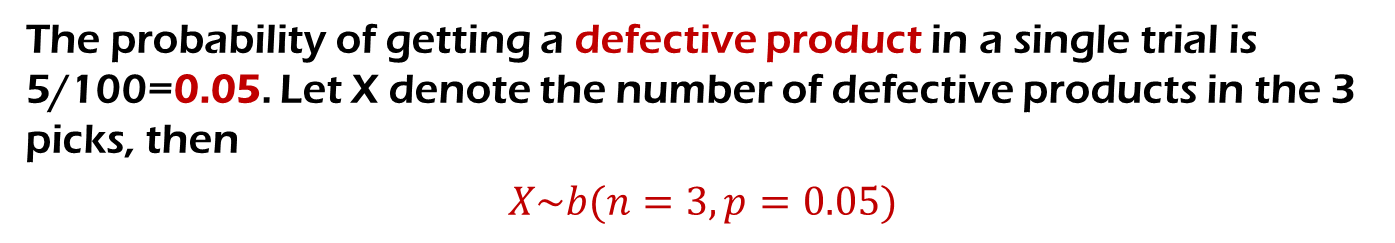 The probability of getting a defective product in a single trial is
5/100=0.05. Let X denote the number of defective products in the 3
picks, then
X~b(n = 3, p = 0.05)